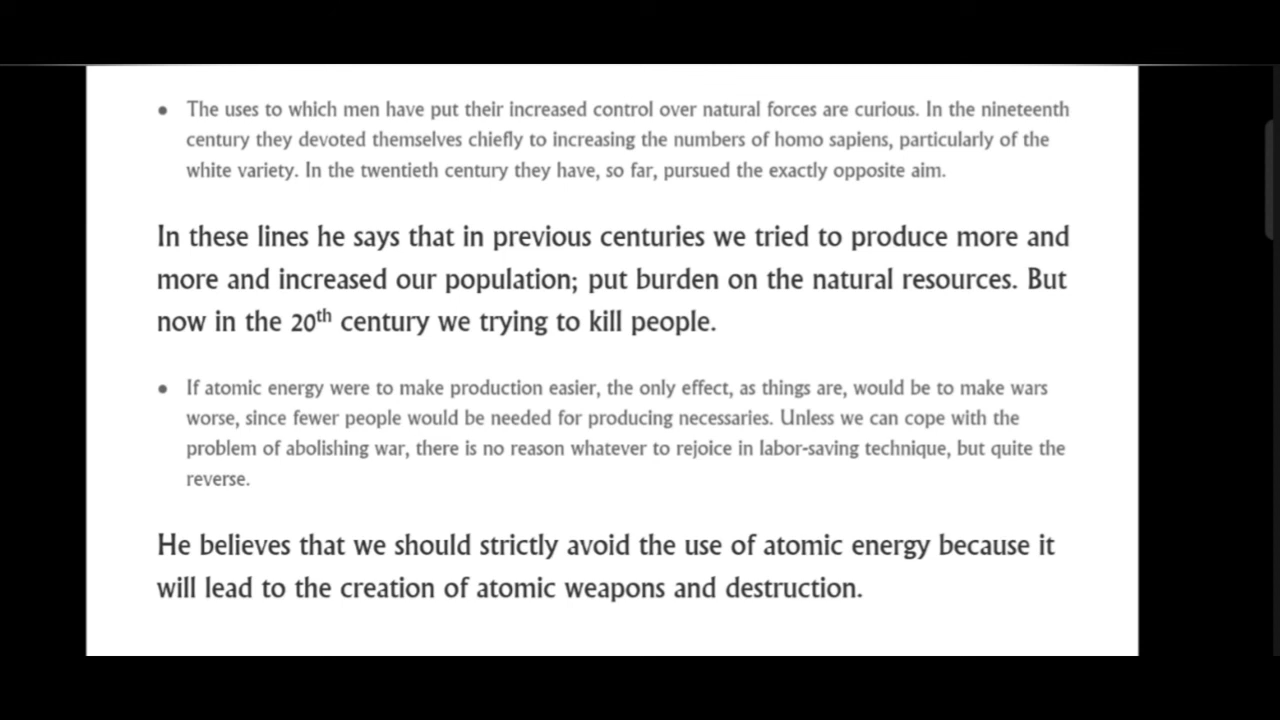 • The uses to which men have put their increased control over natural forces are curious. In the nineteenth
century they devoted themselves chiefly to increasing the numbers of homo sapiens, particularly of the
white variety. In the twentieth century they have, so far, pursued the exactly opposite aim.
In these lines he says that in previous centuries we tried to produce more and
more and increased our population; put burden on the natural resources. But
now in the 20th century we trying to kill people.
• If atomic energy were to make production easier, the only effect, as things are, would be to make wars
worse, since fewer people would be needed for producing necessaries. Unless we can cope with the
problem of abolishing war, there is no reason whatever to rejoice in labor-saving technique, but quite the
reverse.
He believes that we should strictly avoid the use of atomic energy because it
will lead to the creation of atomic weapons and destruction.